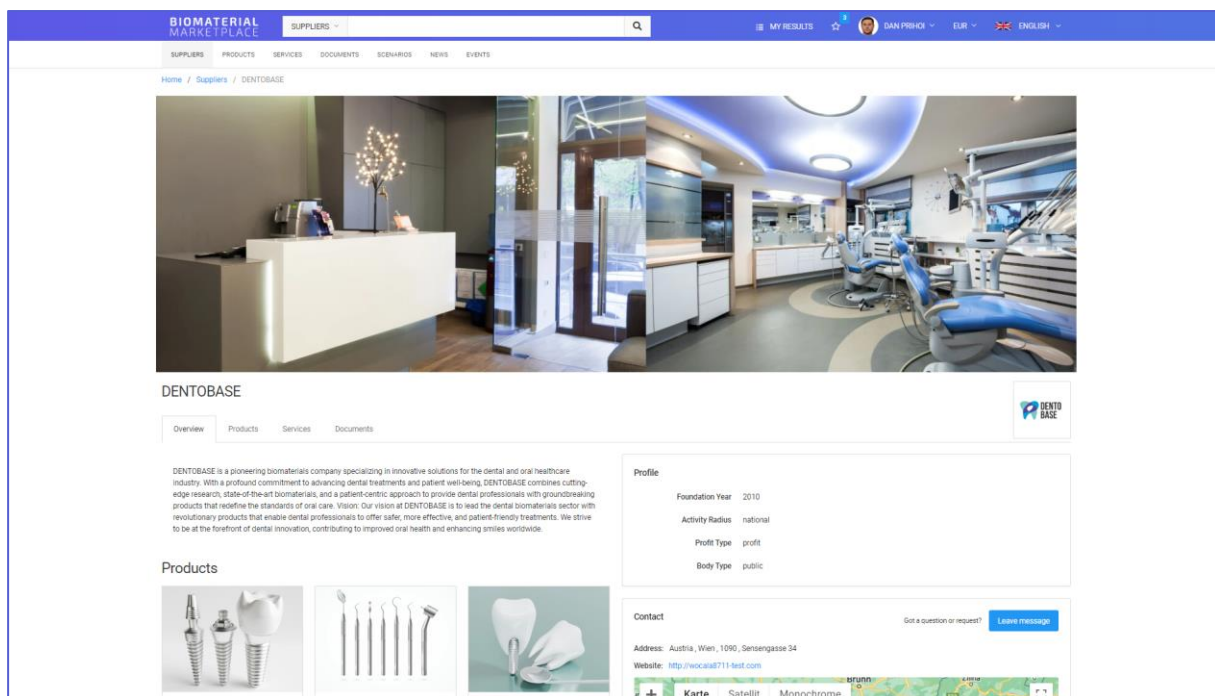 BIOMATERIAL
MARKETPLACE
SUPPLIERS
MY RESULTS
3
DAN PRIHOI
EUR
ENGLISH
SUPPLIERS PRODUCTS SERVICES DOCUMENTS SCENARIOS NEWS EVENTS
Home / Suppliers / DENTOBASE
DENTOBASE
DENTO
BASE
Overview Products Services Documents
DENTOBASE is a pioneering biomaterials company specializing in innovative solutions for the dental and oral healthcare
industry. With a profound commitment to advancing dental treatments and patient well-being, DENTOBASE combines cutting-
edge research, state-of-the-art biomaterials, and a patient-centric approach to provide dental professionals with groundbreaking
products that redefine the standards of oral care. Vision: Our vision at DENTOBASE is to lead the dental biomaterials sector with
revolutionary products that enable dental professionals to offer safer, more effective, and patient-friendly treatments. We strive
to be at the forefront of dental innovation, contributing to improved oral health and enhancing smiles worldwide.
Products
Profile
Foundation Year 2010
Activity Radius national
Profit Type profit
Body Type public
Contact
Got a question or request? Leave message
Address: Austria , Wien , 1090 , Sensengasse 34
Website: http://wocala8711-test.com
+ Karte Satellit Monochrome